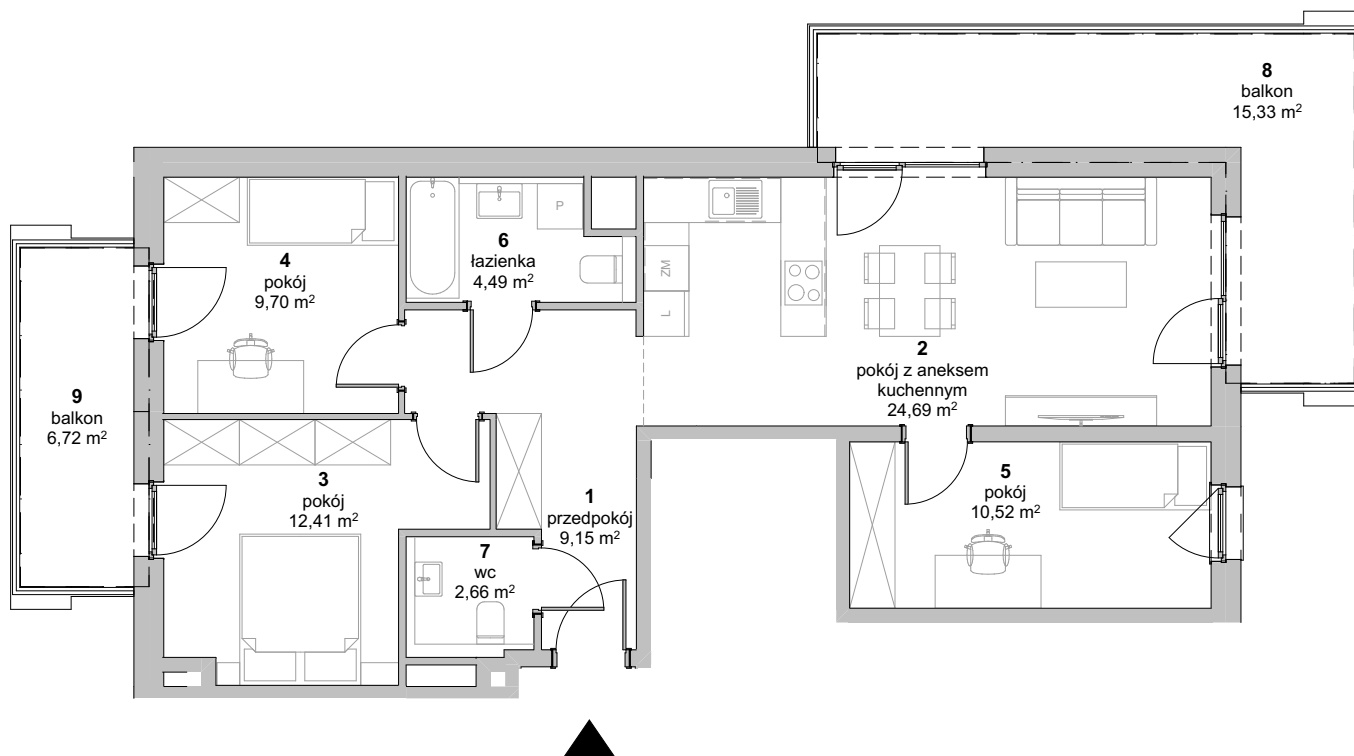 8
balkon
15,33 m²
4
pokój
9,70 m²
6
łazienka
4,49 m²
P
ZM
L
2
pokój z aneksem
kuchennym
24,69 m²
9
balkon
6,72 m²
3
pokój
12,41 m²
1
przedpokój
9,15 m²
5
pokój
10,52 m²
7
wc
2,66 m²